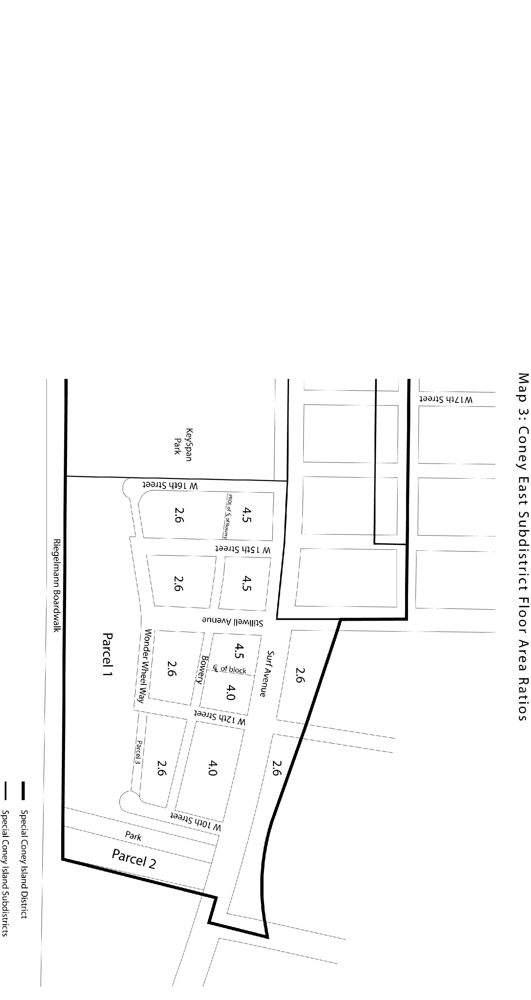 Map 3: Coney East Subdistrict Floor Area Ratios
W17th Street
KeySpan
Park
W 16th Street
4.5
PROL of ℄ of Bowery
2.6
W 15th Street
4.5
2.6
Stillwell Avenue
Surf Avenue
2.6
4.5
℄ of block
4.0
Bowery
2.6
Wonder Wheel Way
W 12th Street
2.6
4.0
2.6
Parcel 3
W 10th Street
Park
Parcel 2
Parcel 1
Riegelmann Boardwalk
Special Coney Island District
Special Coney Island Subdistricts